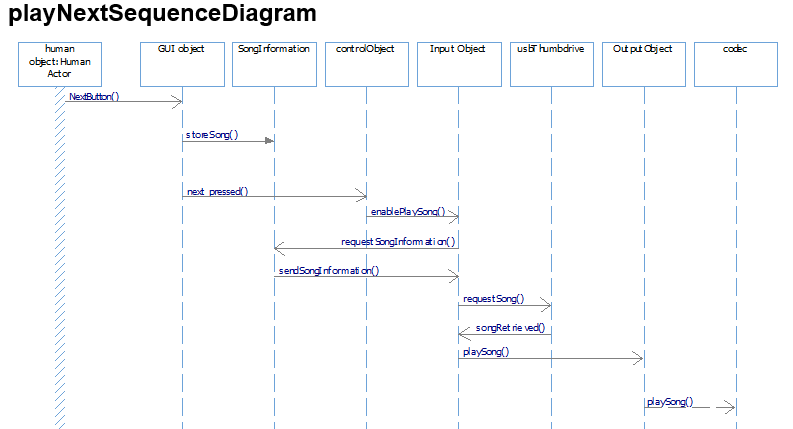 playNextSequenceDiagram
human
object:Human
Actor
GUI object
SongInformation
controlObject
Input Object
usbThumbdrive
OutputObject
codec
NextButton()
storeSong()
next_pressed()
enablePlaySong()
requestSongInformation()
sendSongInformation()
requestSong()
songRetrieved()
playSong()
playSong()